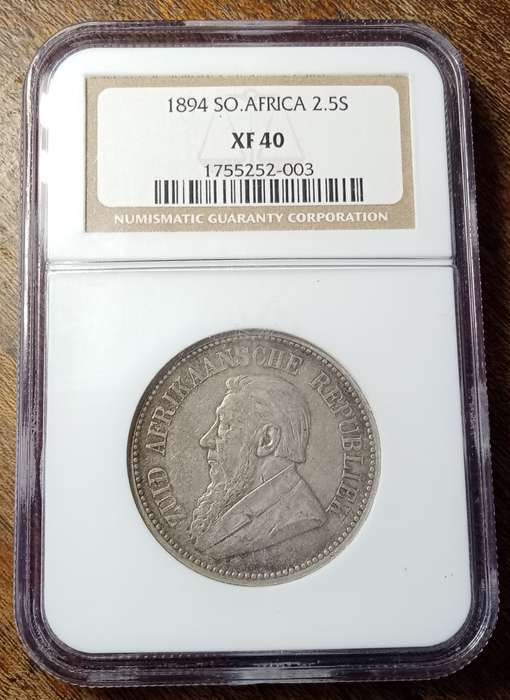 1894 SO.AFRICA 2.5S
XF 40
1755252-003
NUMISMATIC GUARANTY CORPORATION
ZUID AFRIKAANSCHE REPUBLIEK